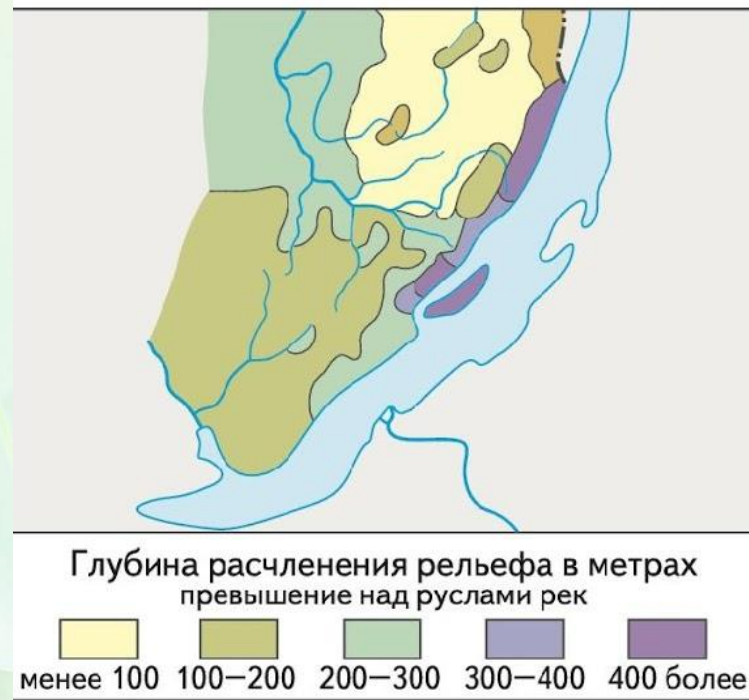 Глубина расчленения рельефа в метрах
превышение над руслами рек
менее 100 100–200 200–300 300–400 400 более